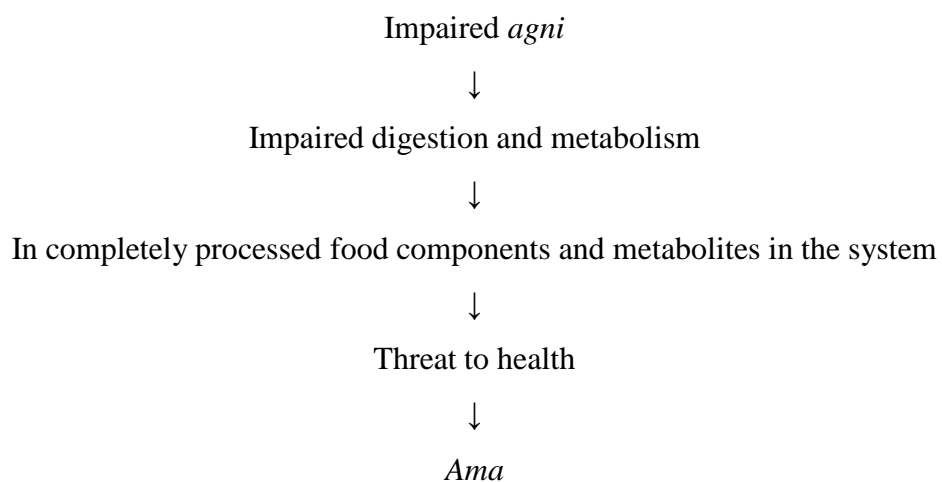 Impaired agni
↓
Impaired digestion and metabolism
↓
In completely processed food components and metabolites in the system
↓
Threat to health
↓
Ama